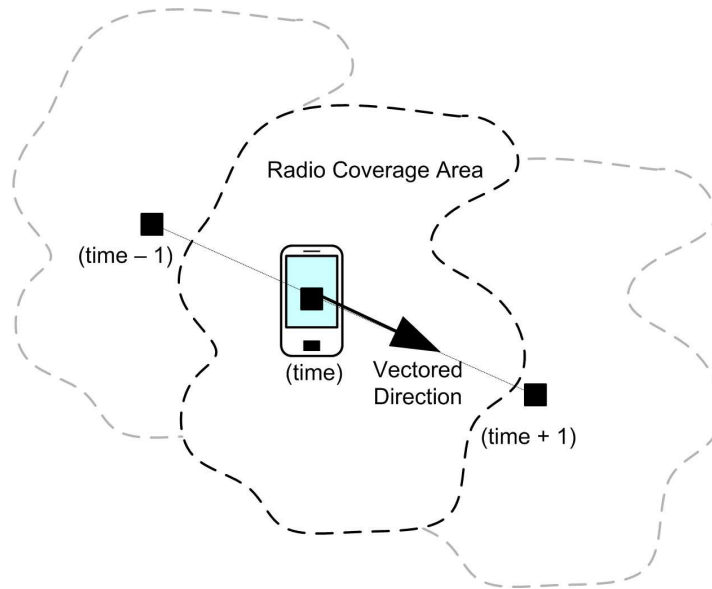 Radio Coverage Area
(time – 1)
(time)
Vectored
Direction
(time + 1)